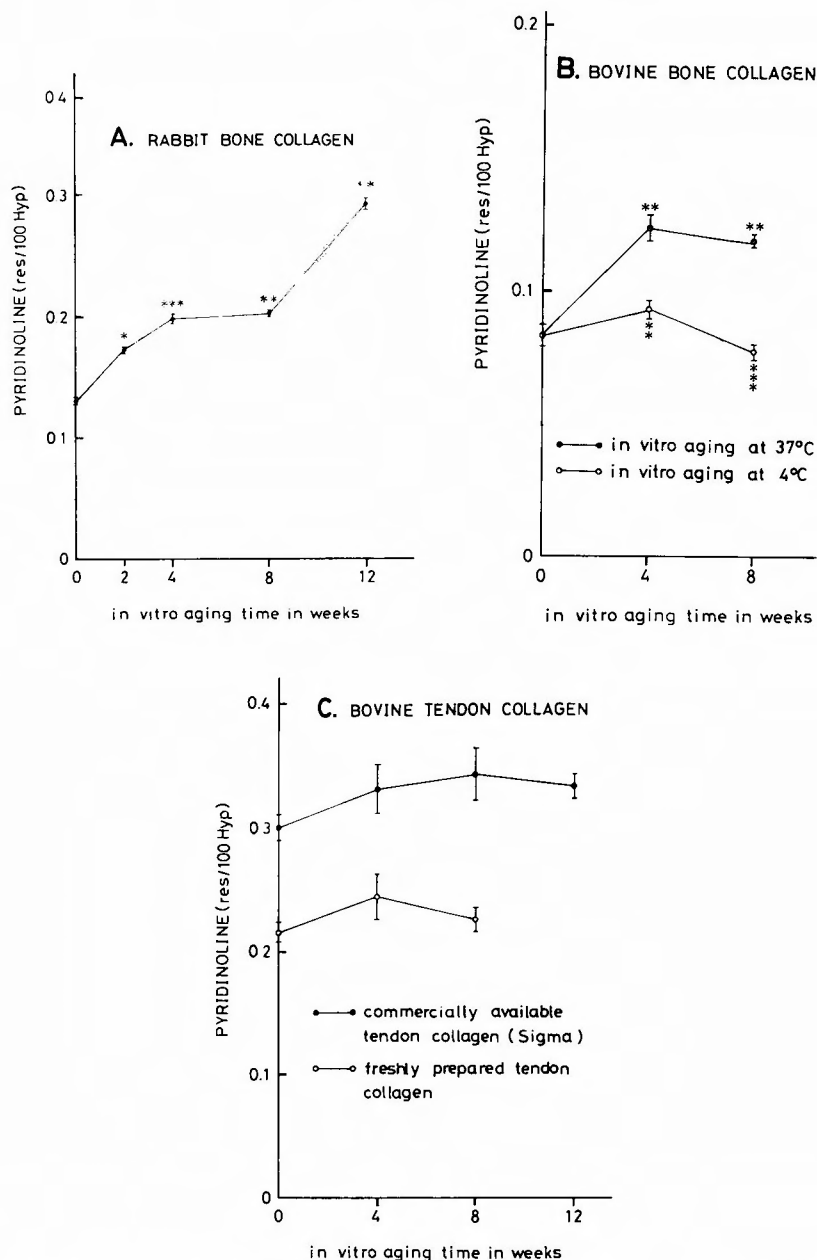 A. RABBIT BONE COLLAGEN
PYRIDINOLINE (res/100 Hyp)
0 4
0.3
0.2
0 1
0
* *
*
***
**
0 2 4 8 12
in vitro aging time in weeks
B. BOVINE BONE COLLAGEN
PYRIDINOLINE (res/100 Hyp)
0.2
0.1
0
**
**
**
***
in vitro aging at 37°C
in vitro aging at 4°C
0 4 8
in vitro aging time in weeks
C. BOVINE TENDON COLLAGEN
PYRIDINOLINE (res/100 Hyp)
0.4
0.3
0 2
0.1
0
commercially available
tendon collagen (Sigma)
freshly prepared tendon
collagen
0 4 8 12
in vitro aging time in weeks